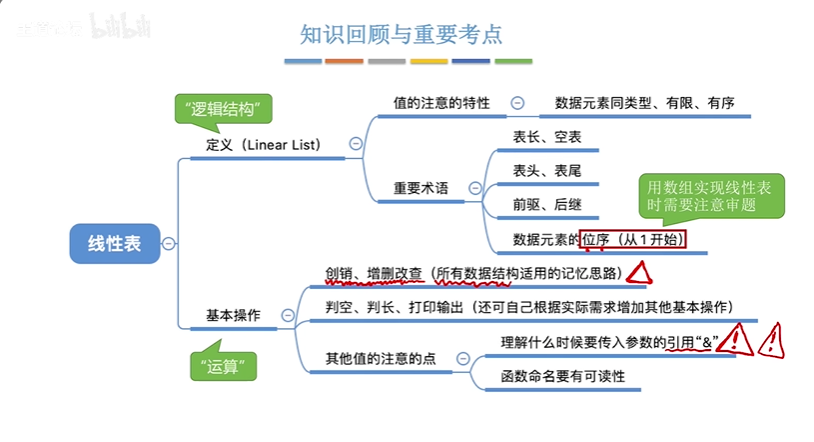 bilibili
知识回顾与重要考点
“逻辑结构”
值的注意的特性
数据元素同类型、有限、有序
定义（Linear List）
表长、空表
表头、表尾
重要术语
用数组实现线性表
时需要注意审题
前驱、后继
数据元素的位序（从1开始）
线性表
创销、增删改查（所有数据结构适用的记忆思路）
判空、判长、打印输出（还可自己根据实际需求增加其他基本操作）
基本操作
理解什么时候要传入参数的引用“&”
其他值的注意的点
“运算”
函数命名要有可读性